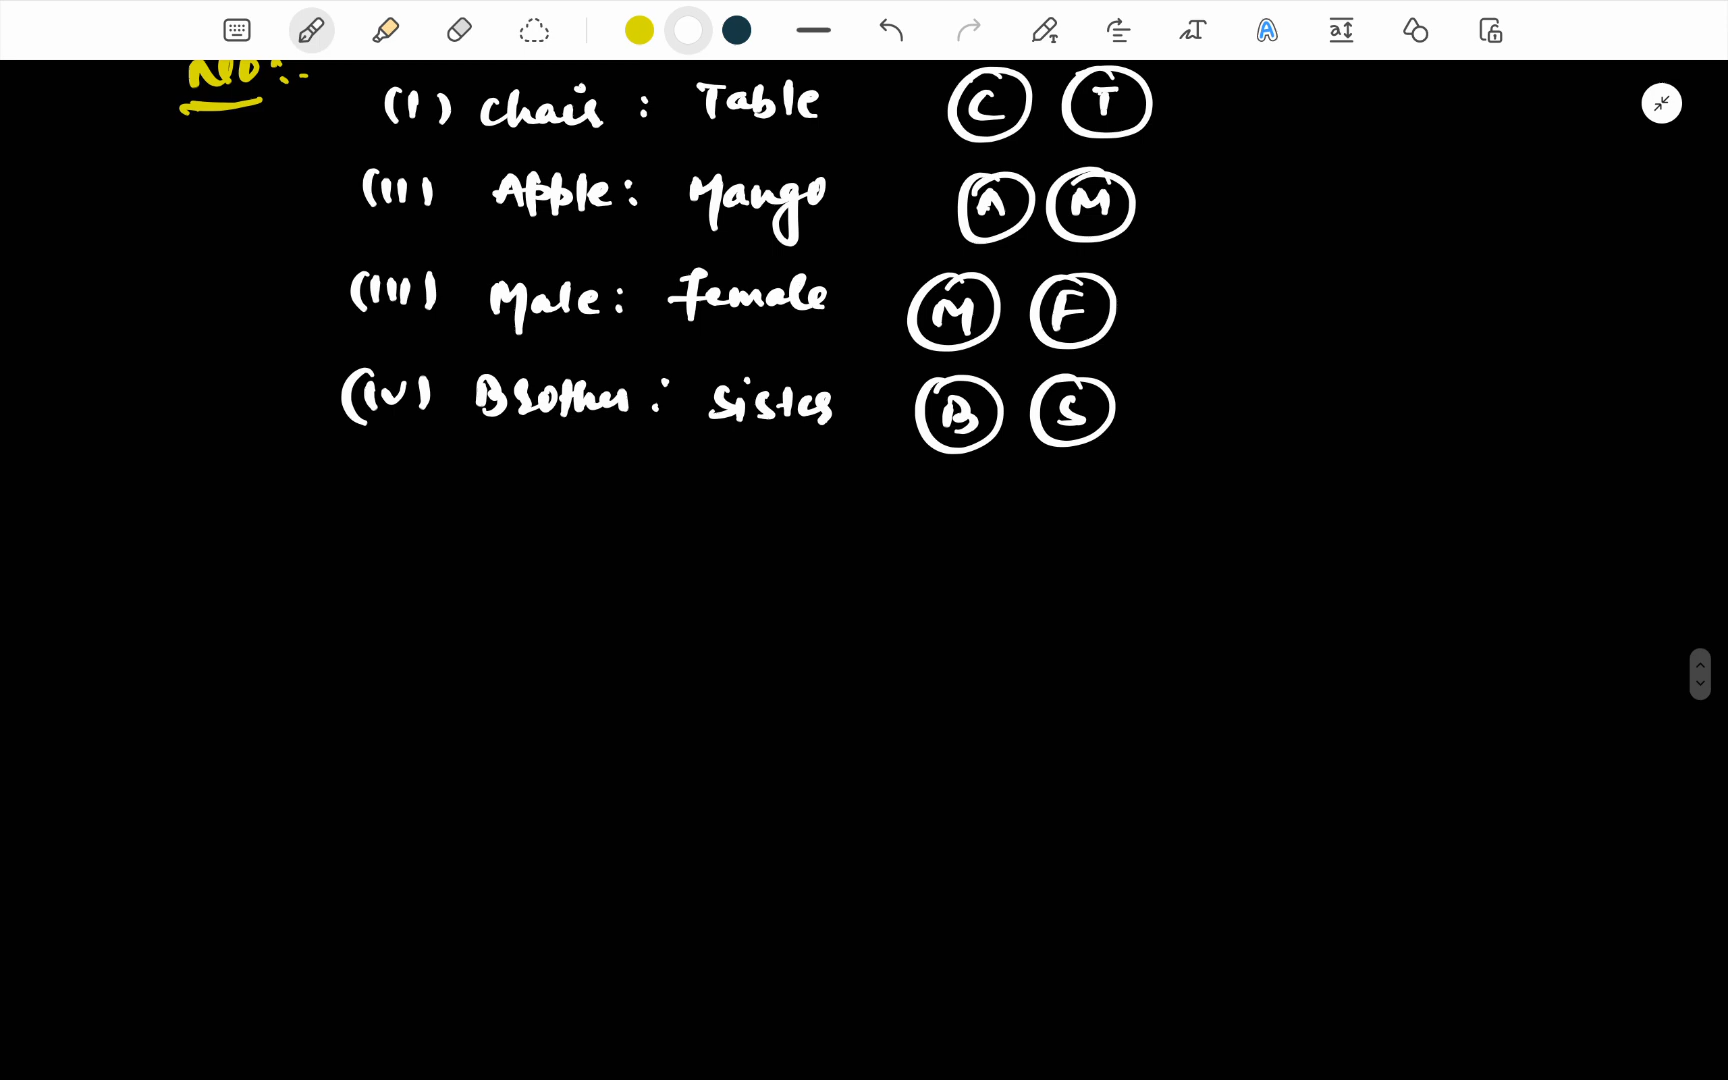 (i) Chair : Table C T
(ii) Apple : Mango A M
(iii) Male : Female M F
(iv) Brother : Sister B S